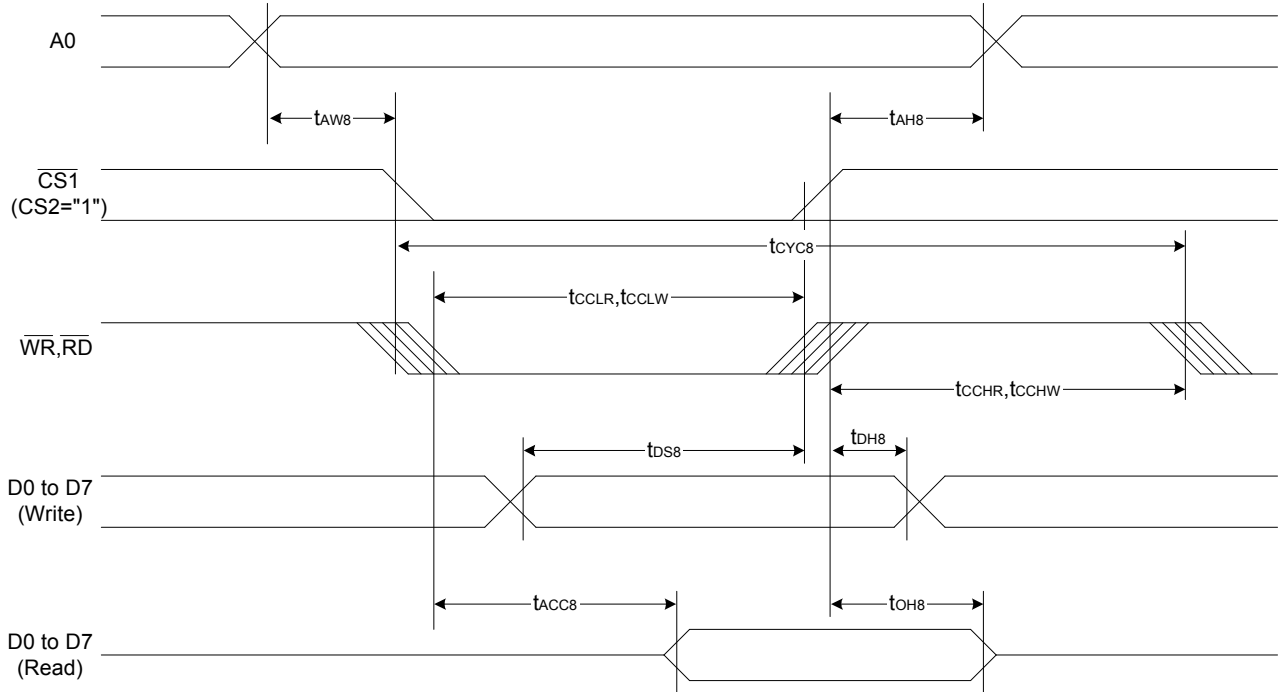 A0
tAW8
tAH8
CS1
(CS2="1")
tCYC8
tCCLR,tCCLW
WR,RD
tCCHR,tCCHW
tDS8
tDH8
D0 to D7
(Write)
tACC8
tOH8
D0 to D7
(Read)